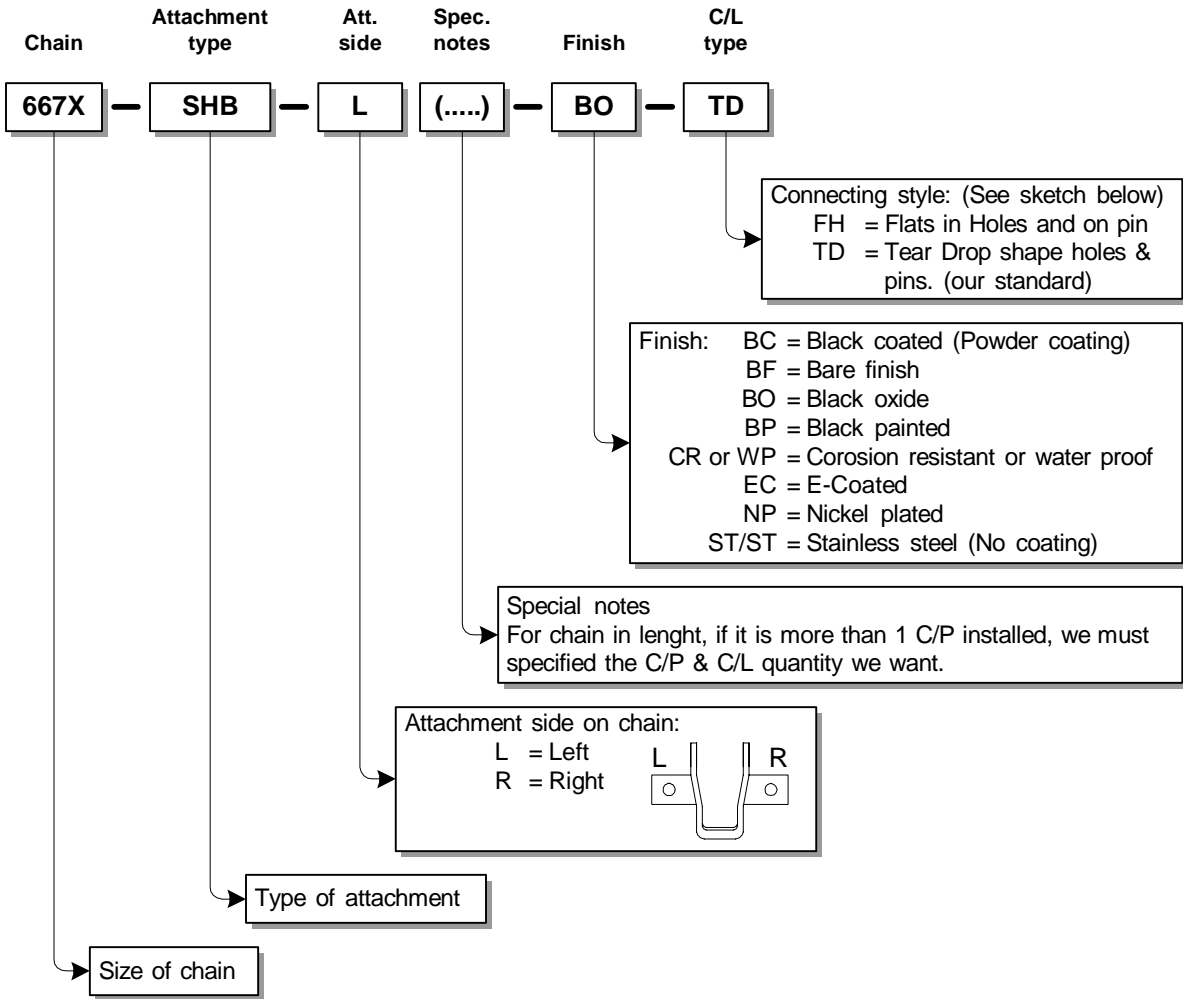 Chain
Attachment
type
Att.
side
Spec.
notes
Finish
C/L
type
667X – SHB – L (.....) – BO – TD
Connecting style: (See sketch below)
FH = Flats in Holes and on pin
TD = Tear Drop shape holes &
pins. (our standard)
Finish: BC = Black coated (Powder coating)
BF = Bare finish
BO = Black oxide
BP = Black painted
CR or WP = Corosion resistant or water proof
EC = E-Coated
NP = Nickel plated
ST/ST = Stainless steel (No coating)
Special notes
For chain in lenght, if it is more than 1 C/P installed, we must
specified the C/P & C/L quantity we want.
Attachment side on chain:
L = Left
R = Right
L R
Type of attachment
Size of chain